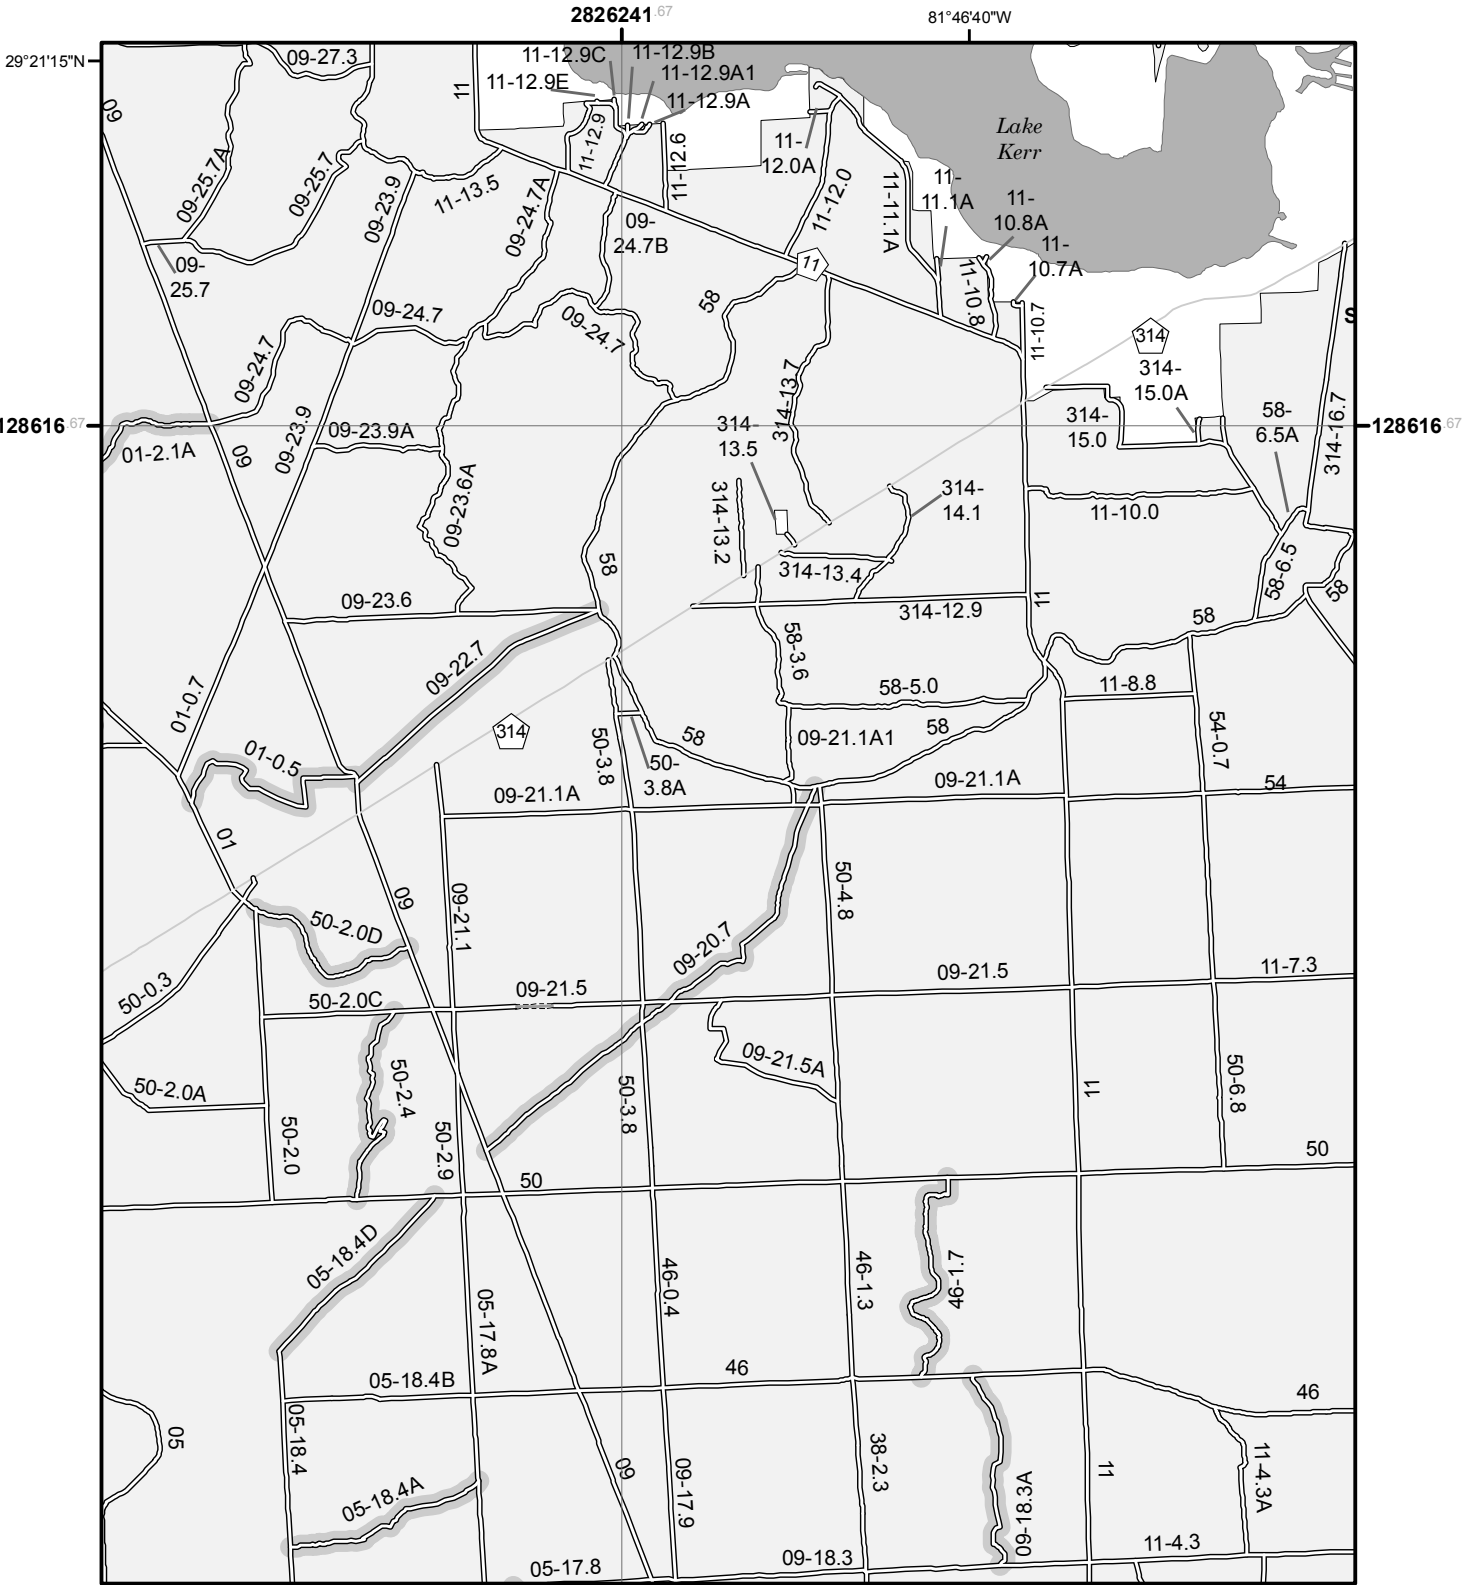 2826241.67
81°46'40"W
29°21'15"N
09-27.3
11
11-12.9C
11-12.9B
11-12.9E
11-12.9A1
11-12.9A
09
09-25.7A
09-25.7
09-23.9
11-13.5
11-12.9
11-12.6
11-
12.0A
Lake
Kerr
11-12.0
11-11.1A
11-
11.1A
11-
10.8A
11-
10.7A
09-
25.7
09-24.7A
09-
24.7B
11
58
11-10.8
11-10.7
09-24.7
09-24.7
09-24.7
314
314-
15.0A
S
314-13.7
128616.67
01-2.1A
09
09-23.9
09-23.9A
09-23.6A
314-
13.5
314-
15.0
58-
6.5A
314-16.7
128616.67
314-13.2
314-
14.1
11-10.0
58
314-13.4
58-6.5
58
09-23.6
314-12.9
11
58
09-22.7
58-3.6
01-0.7
58-5.0
11-8.8
314
01-0.5
50-3.8
58
09-21.1A1
58
54-0.7
50-
3.8A
09-21.1A
09-21.1A
54
01
09
09-21.1
50-4.8
50-2.0D
09-20.7
50-0.3
50-2.0C
09-21.5
09-21.5
11-7.3
50-2.0A
50-2.4
09-21.5A
50-3.8
11
50-6.8
50-2.0
50-2.9
50
50
05-18.4D
46-0.4
46-1.3
46-1.7
05-17.8A
05-18.4B
46
46
05
05-18.4
05-18.4A
09
09-17.9
38-2.3
09-18.3A
11
11-4.3A
05-17.8
09-18.3
11-4.3